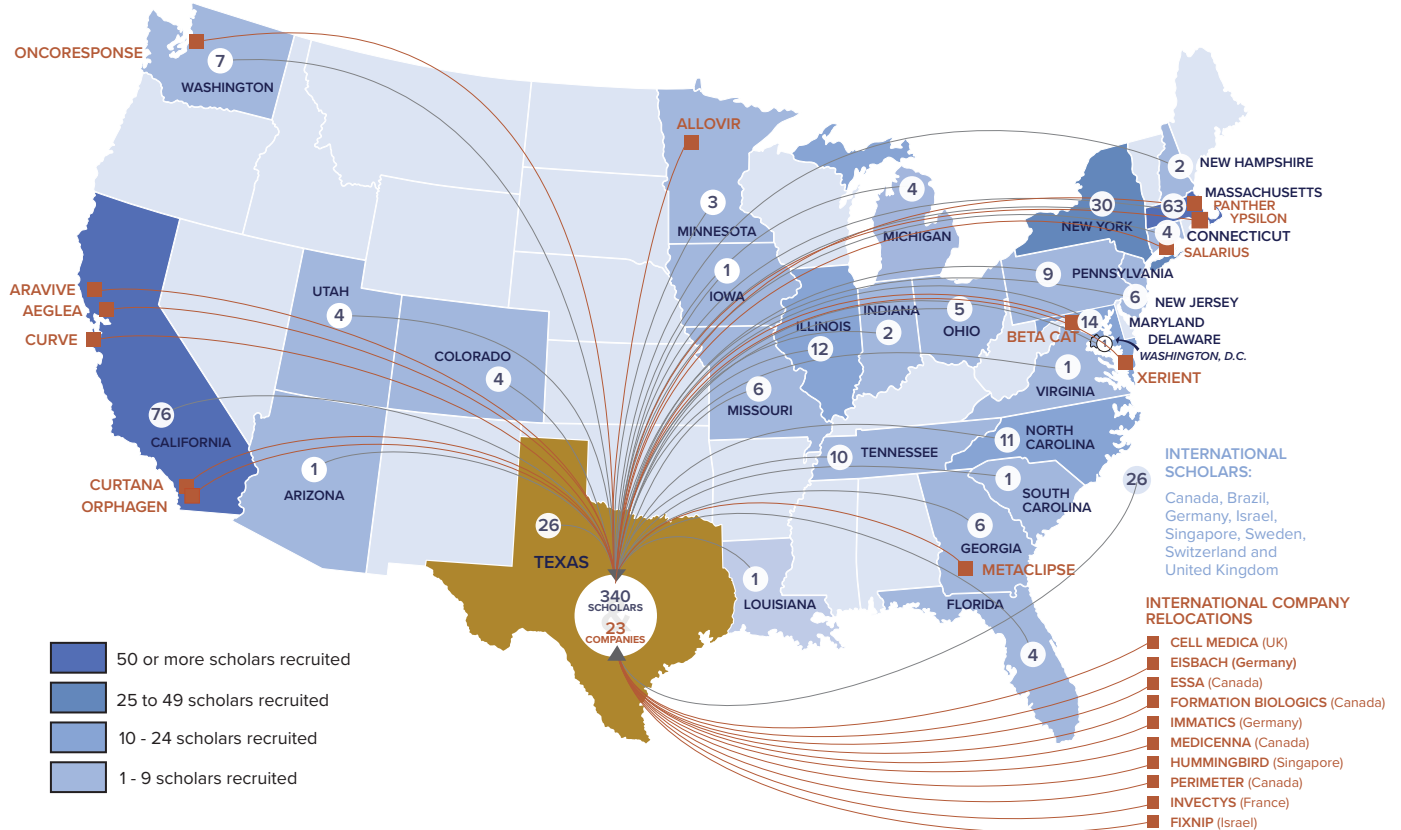 ONCORESPONSE
7
WASHINGTON
ALLOVIR
3
MINNESOTA
4
MICHIGAN
2
NEW HAMPSHIRE
MASSACHUSETTS
63
PANTHER
YPSILON
30
NEW YORK
4
CONNECTICUT
SALARIUS
ARAVIVE
AEGLEA
CURVE
UTAH
4
COLORADO
4
1
IOWA
ILLINOIS
12
INDIANA
2
5
OHIO
9
PENNSYLVANIA
6
NEW JERSEY
14
MARYLAND
DELAWARE
1
WASHINGTON, D.C.
BETA CAT
XERIENT
1
VIRGINIA
76
CALIFORNIA
6
MISSOURI
11
NORTH
CAROLINA
10
TENNESSEE
1
SOUTH
CAROLINA
CURTANA
ORPHAGEN
1
ARIZONA
26
TEXAS
6
GEORGIA
METACLIPSE
1
LOUISIANA
FLORIDA
4
340
SCHOLARS
&
23
COMPANIES
26
INTERNATIONAL
SCHOLARS:
Canada, Brazil,
Germany, Israel,
Singapore, Sweden,
Switzerland and
United Kingdom
INTERNATIONAL COMPANY
RELOCATIONS
CELL MEDICA (UK)
EISBACH (Germany)
ESSA (Canada)
FORMATION BIOLOGICS (Canada)
IMMATICS (Germany)
MEDICENNA (Canada)
HUMMINGBIRD (Singapore)
PERIMETER (Canada)
INVECTYS (France)
FIXNIP (Israel)
50 or more scholars recruited
25 to 49 scholars recruited
10 - 24 scholars recruited
1 - 9 scholars recruited